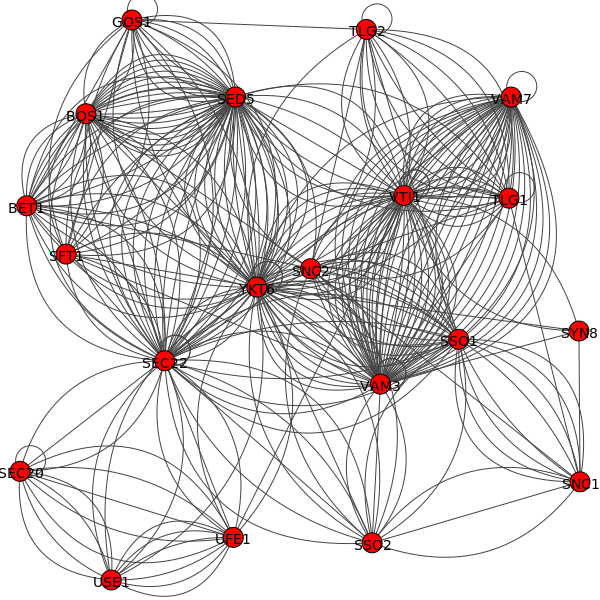 GOS1
TLG2
SED5
VAM7
BOS1
VTI1
TLG1
BET1
SFT1
SNC2
YKT6
SYN8
SSO1
SEC22
VAM3
SEC20
SNC1
UFE1
SSO2
USE1